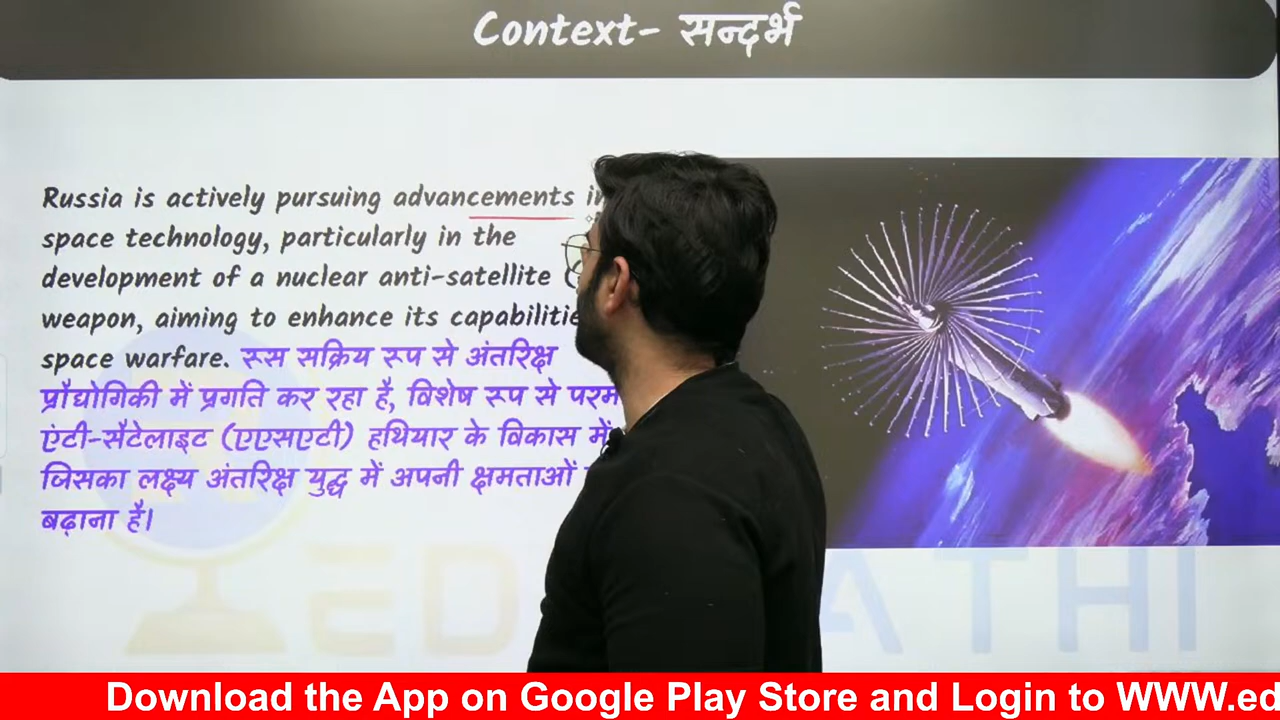 Context- सन्दर्भ
Russia is actively pursuing advancements in
space technology, particularly in the
development of a nuclear anti-satellite
weapon, aiming to enhance its
space warfare. रूस सक्रिय रूप से अंतरिक्ष
प्रौद्योगिकी में प्रगति कर रहा है, विशेष रूप से
एंटी-सैटेलाइट (एएसएटी) हथियार के विकास में
जिसका लक्ष्य अंतरिक्ष युद्ध में अपनी क्षमताओं
बढ़ाना है।
Download the App on Google Play Store and Login to